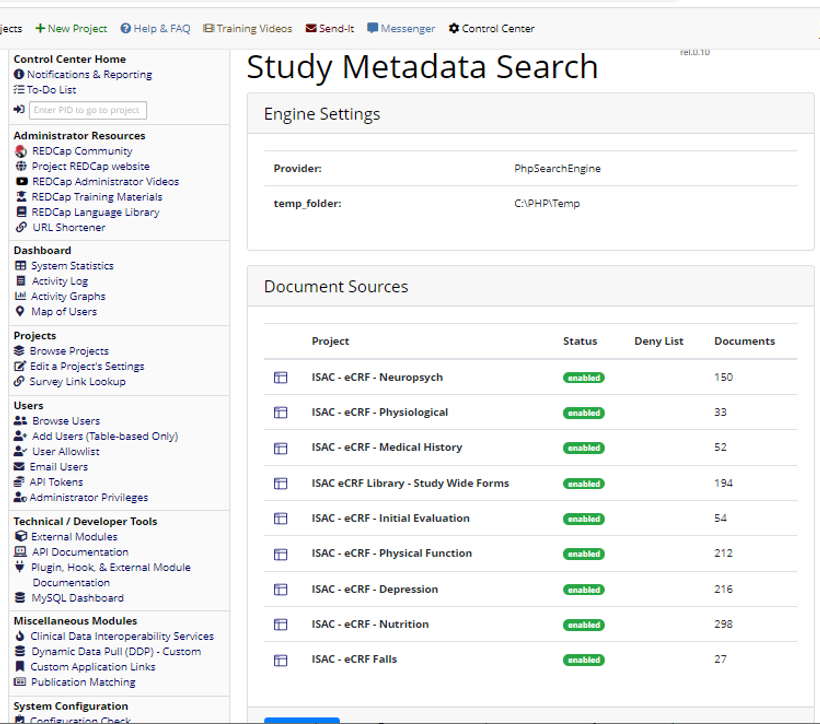 jects New Project Help & FAQ Training Videos Send-It Messenger Control Center
Control Center Home
Notifications & Reporting
To-Do List
Enter PID to go to project
Administrator Resources
REDCap Community
Project REDCap website
REDCap Administrator Videos
REDCap Training Materials
REDCap Language Library
URL Shortener
Dashboard
System Statistics
Activity Log
Activity Graphs
Map of Users
Projects
Browse Projects
Edit a Project's Settings
Survey Link Lookup
Users
Browse Users
Add Users (Table-based Only)
User Allowlist
Email Users
API Tokens
Administrator Privileges
Technical / Developer Tools
External Modules
API Documentation
Plugin, Hook, & External Module
Documentation
MySQL Dashboard
Miscellaneous Modules
Clinical Data Interoperability Services
Dynamic Data Pull (DDP) - Custom
Custom Application Links
Publication Matching
System Configuration
Configuration Check
Study Metadata Search
rel.0.10
Engine Settings
Provider: PhpSearchEngine
temp_folder: C:\PHP\Temp
Document Sources
Project Status Deny List Documents
ISAC - eCRF - Neuropsych enabled 150
ISAC - eCRF - Physiological enabled 33
ISAC - eCRF - Medical History enabled 52
ISAC eCRF Library - Study Wide Forms enabled 194
ISAC - eCRF - Initial Evaluation enabled 54
ISAC - eCRF - Physical Function enabled 212
ISAC - eCRF - Depression enabled 216
ISAC - eCRF - Nutrition enabled 298
ISAC - eCRF Falls enabled 27